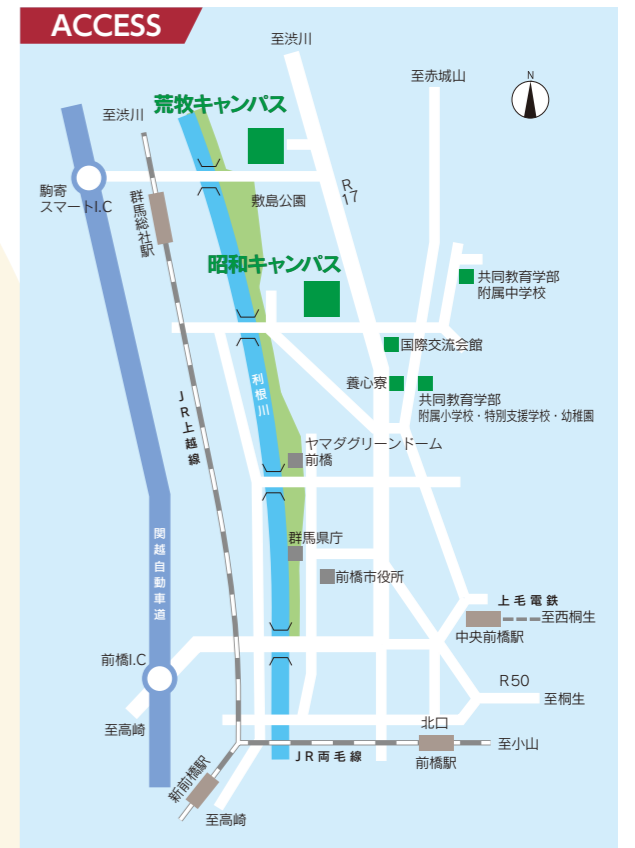 ACCESS
至渋川
至赤城山
N
荒牧キャンパス
至渋川
駒寄
スマートI.C
群馬総社駅
敷島公園
R
17
昭和キャンパス
共同教育学部
附属中学校
国際交流会館
養心寮
共同教育学部
附属小学校・特別支援学校・幼稚園
利根川
JR上越線
ヤマダグリーンドーム
前橋
群馬県庁
前橋市役所
関越自動車道
上毛電鉄
至西桐生
中央前橋駅
前橋I.C
R50
至桐生
至高崎
北口
至小山
前橋駅
JR両毛線
新前橋駅
至高崎